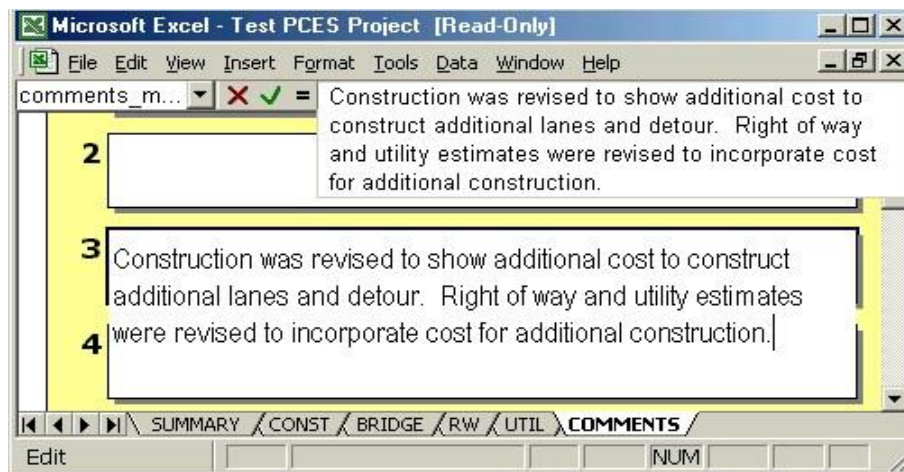 Microsoft Excel - Test PCES Project [Read-Only]
File Edit View Insert Format Tools Data Window Help
comments_m... = Construction was revised to show additional cost to
construct additional lanes and detour. Right of way
and utility estimates were revised to incorporate cost
for additional construction.
2
3 Construction was revised to show additional cost to construct
additional lanes and detour. Right of way and utility estimates
4 were revised to incorporate cost for additional construction.
SUMMARY CONST BRIDGE RW UTIL COMMENTS
Edit NUM